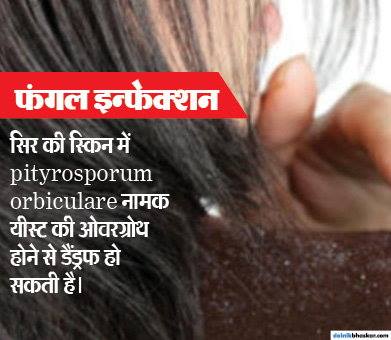 फंगल इन्फेक्शन
सिर की स्किन में
pityrosporum
orbiculare नामक
यीस्ट की ओवरग्रोथ
होने से डैंड्रफ हो
सकती है।
dainikbhaskar.com